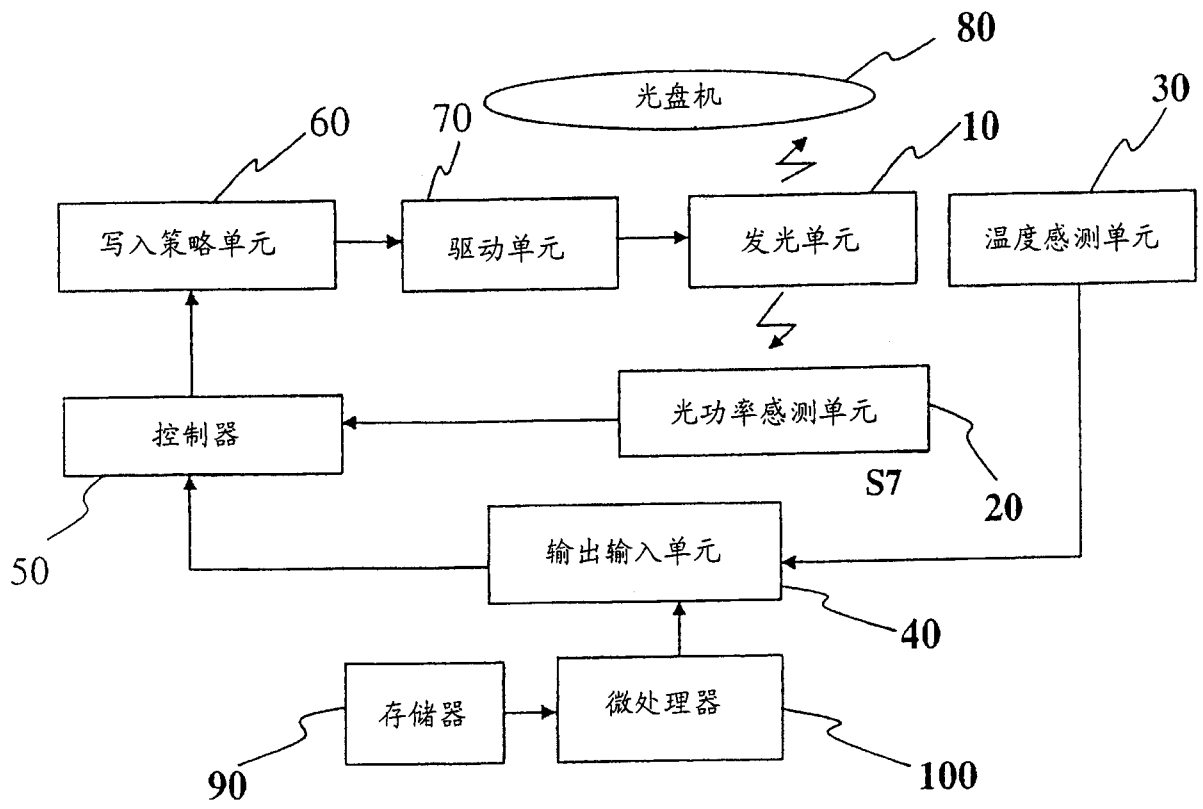 80
光盘机
30
60
70
10
写入策略单元
驱动单元
发光单元
温度感测单元
控制器
光功率感测单元
S7
20
50
输出输入单元
40
存储器
微处理器
90
100